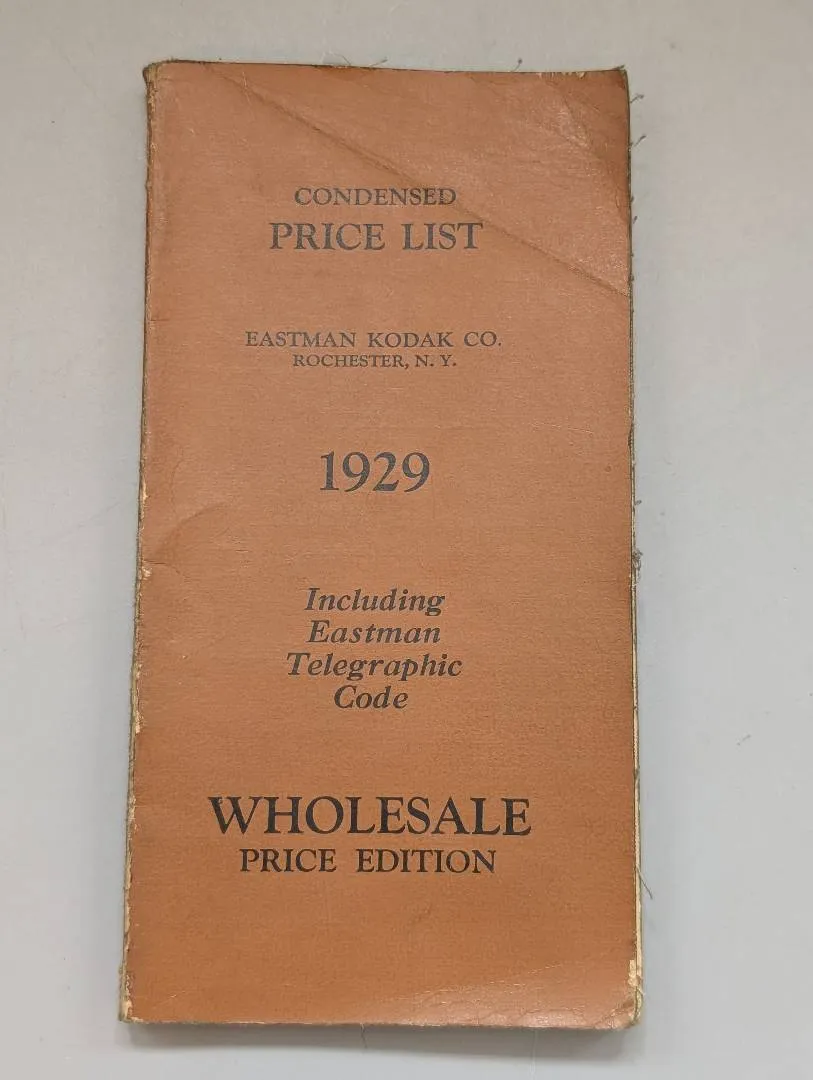 CONDENSED
PRICE LIST
EASTMAN KODAK CO.
ROCHESTER, N. Y.
1929
Including
Eastman
Telegraphic
Code
WHOLESALE
PRICE EDITION